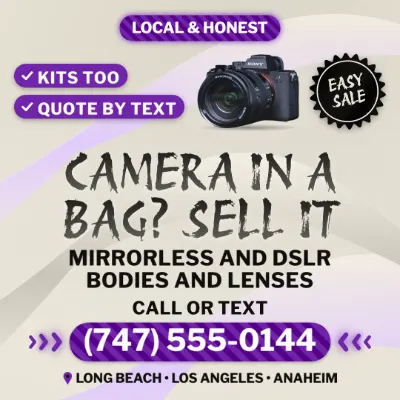 LOCAL & HONEST
✓ KITS TOO
✓ QUOTE BY TEXT
SONY
EASY
SALE
CAMERA IN A
BAG? SELL IT
MIRRORLESS AND DSLR
BODIES AND LENSES
CALL OR TEXT
(747) 555-0144
LONG BEACH • LOS ANGELES • ANAHEIM